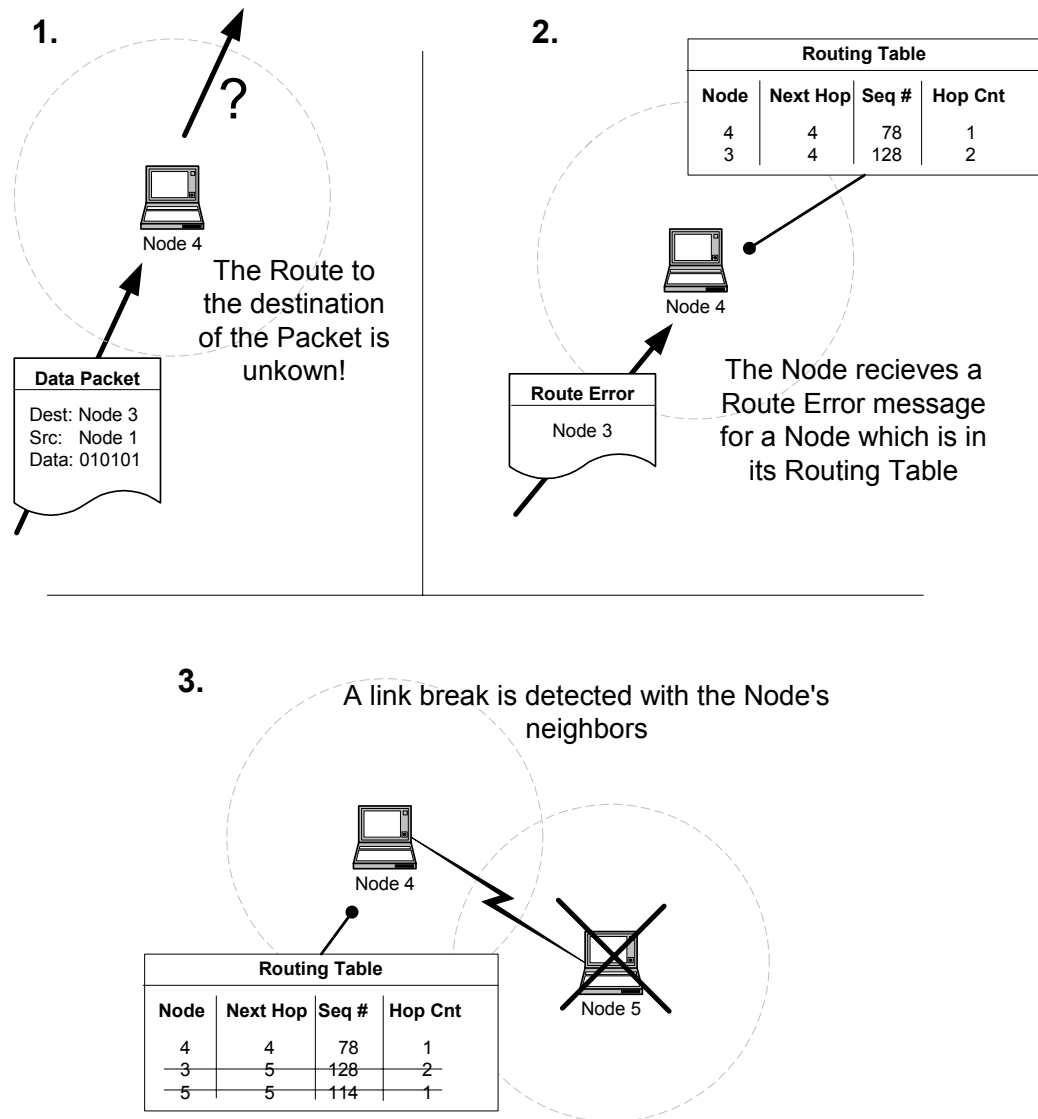 1.
?
Node 4
The Route to
the destination
of the Packet is
unkown!
Data Packet
Dest: Node 3
Src: Node 1
Data: 010101
2.
Routing Table
Node Next Hop Seq # Hop Cnt
4 4 78 1
3 4 128 2
Node 4
Route Error
Node 3
The Node recieves a
Route Error message
for a Node which is in
its Routing Table
3.
A link break is detected with the Node's
neighbors
Node 4
Node 5
Routing Table
Node Next Hop Seq # Hop Cnt
4 4 78 1
3 5 128 2
5 5 114 1